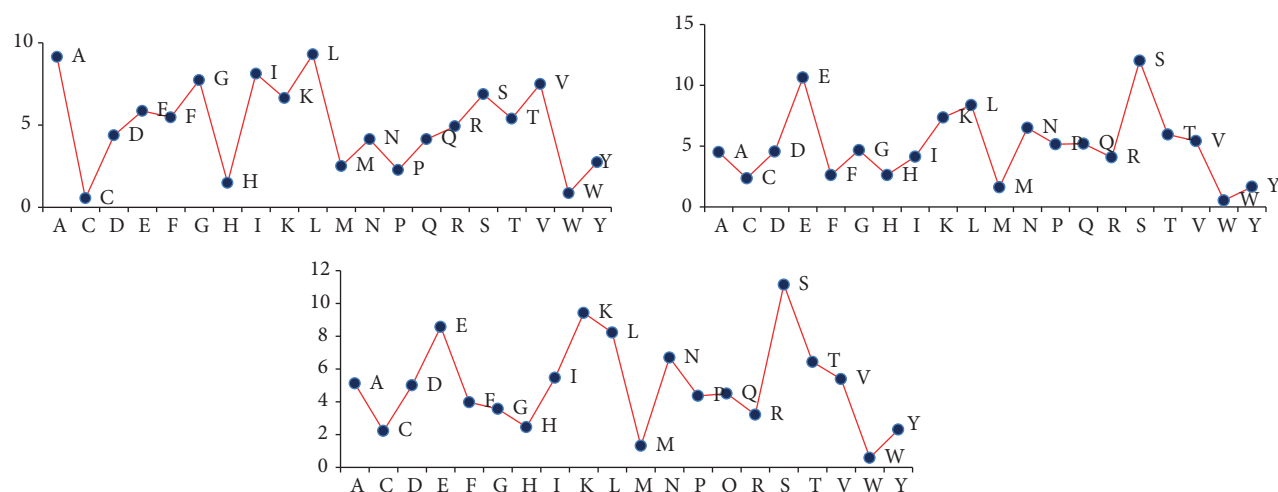 10
5
0
A
C
D
E
F
G
H
I
K
L
M
N
P
Q
R
S
T
V
W
Y
A C D E F G H I K L M N P Q R S T V W Y
15
10
5
0
A
C
D
E
F
G
H
I
K
L
M
N
P
Q
R
S
T
V
W
Y
A C D E F G H I K L M N P Q R S T V W Y
12
10
8
6
4
2
0
A
C
D
E
F
G
H
I
K
L
M
N
P
Q
R
S
T
V
W
Y
A C D E F G H I K L M N P O R S T V W Y